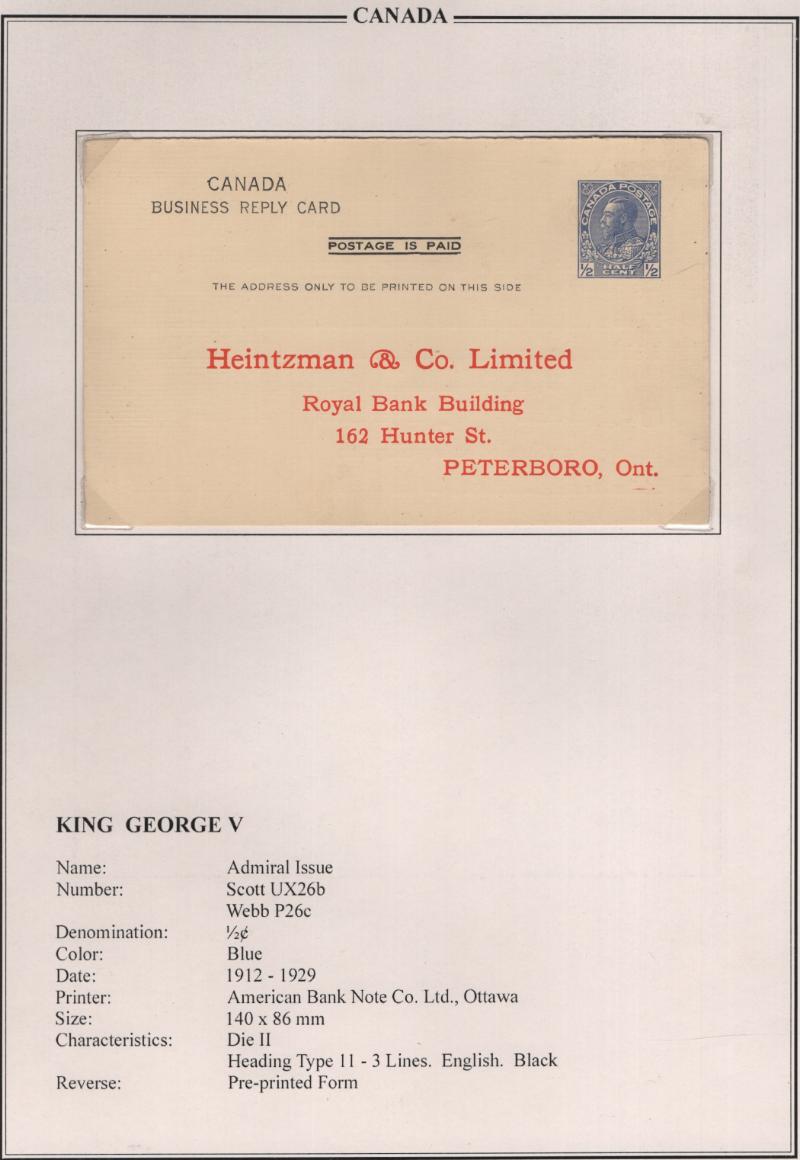 CANADA
CANADA
BUSINESS REPLY CARD
POSTAGE IS PAID
THE ADDRESS ONLY TO BE PRINTED ON THIS SIDE
CANADA POSTAGE
½ HALF CENT ½
Heintzman & Co. Limited
Royal Bank Building
162 Hunter St.
PETERBORO, Ont.
KING GEORGE V
Name: Admiral Issue
Number: Scott UX26b
Webb P26c
Denomination: ½¢
Color: Blue
Date: 1912 - 1929
Printer: American Bank Note Co. Ltd., Ottawa
Size: 140 x 86 mm
Characteristics: Die II
Heading Type 11 - 3 Lines. English. Black
Reverse: Pre-printed Form